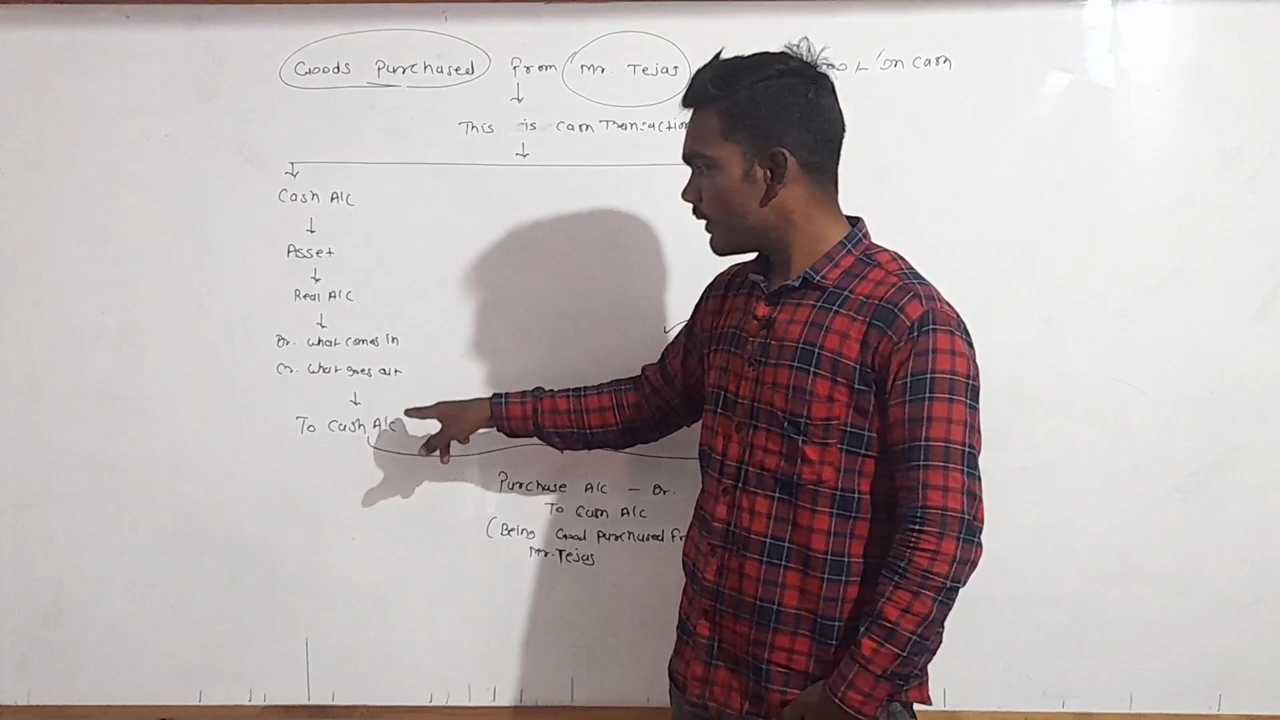 Goods Purchased From Mr. Tejas on Cash
This is Cash Transaction
Cash A/c
Asset
Real A/c
Dr. What comes in
Cr. What goes out
To Cash A/c
Purchase A/c - Dr.
To Cash A/c
(Being Good purchased
Mr. Tejas